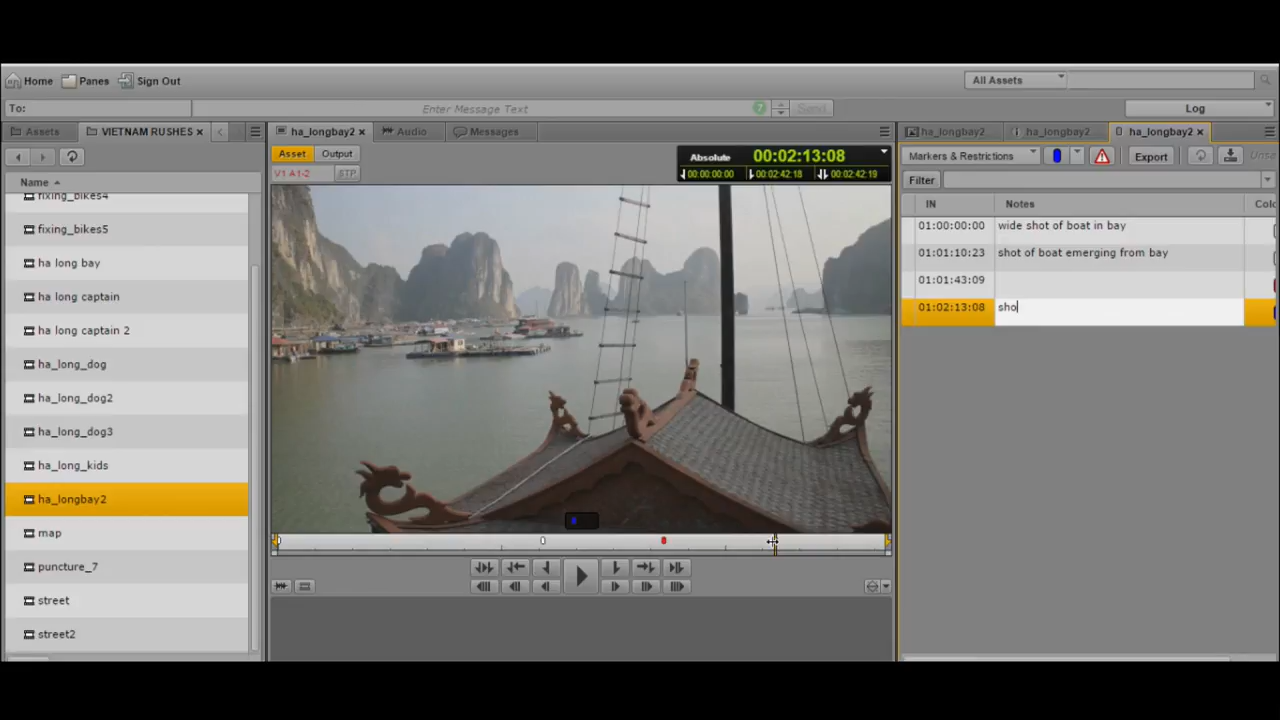 Home Panes Sign Out All Assets
To: Enter Message Text 7 Send Log
Assets VIETNAM RUSHES × ha_longbay2 × Audio Messages ha_longbay2 ha_longbay2 ha_longbay2 ×
Asset Output Absolute 00:02:13:08 Markers & Restrictions Export
V1 A1-2 STP 00:00:00:00 00:02:42:18 00:02:42:19
Filter
Name
IN Notes
fixing_bikes4
fixing_bikes5
ha long bay
ha long captain
ha long captain 2
ha_long_dog
ha_long_dog2
ha_long_dog3
ha_long_kids
ha_longbay2
map
puncture_7
street
street2
01:00:00:00 wide shot of boat in bay
01:01:10:23 shot of boat emerging from bay
01:01:43:09
01:02:13:08 sho